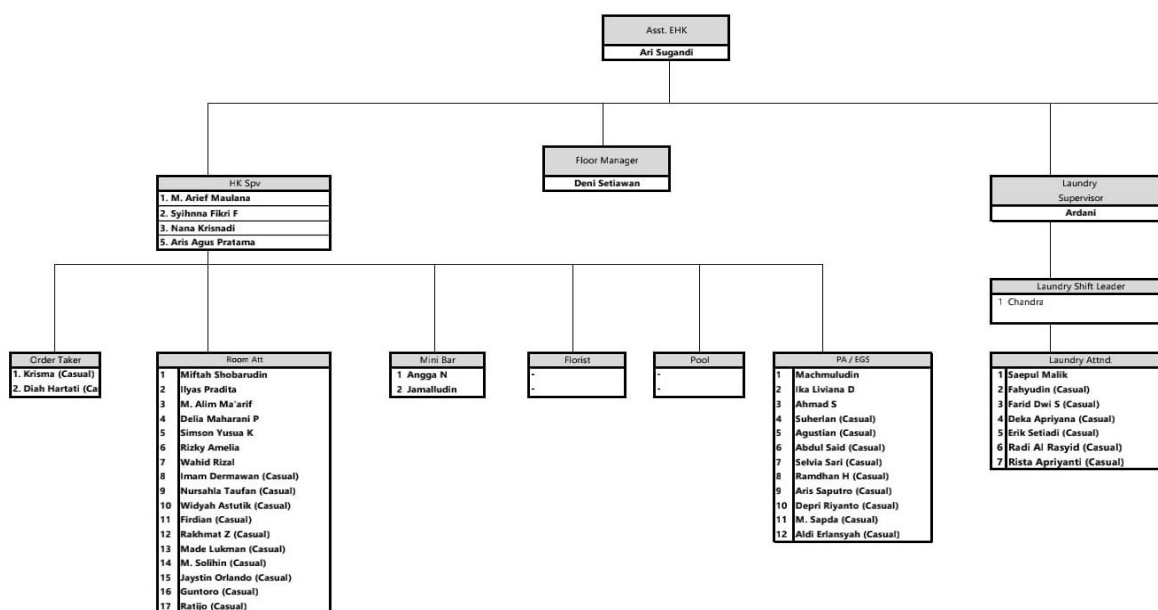 Asst. EHK
Ari Sugandi
Floor Manager
Deni Setiawan
HK Spv
1. M. Arief Maulana
2. Syihnna Fikri F
3. Nana Krisnadi
5. Aris Agus Pratama
Laundry
Supervisor
Ardani
Laundry Shift Leader
1 Chandra
Order Taker
1. Krisma (Casual)
2. Diah Hartati (Ca
Room Att
1 Miftah Shobarudin
2 Ilyas Pradita
3 M. Alim Ma'arif
4 Delia Maharani P
5 Simson Yusua K
6 Rizky Amelia
7 Wahid Rizal
8 Imam Dermawan (Casual)
9 Nursahla Taufan (Casual)
10 Widyah Astutik (Casual)
11 Firdian (Casual)
12 Rakhmat Z (Casual)
13 Made Lukman (Casual)
14 M. Solihin (Casual)
15 Jaystin Orlando (Casual)
16 Guntoro (Casual)
17 Ratijo (Casual)
Mini Bar
1 Angga N
2 Jamalludin
Florist
-
-
Pool
-
-
PA / EGS
1 Machmuludin
2 Ika Liviana D
3 Ahmad S
4 Suherlan (Casual)
5 Agustian (Casual)
6 Abdul Said (Casual)
7 Selvia Sari (Casual)
8 Ramdhan H (Casual)
9 Aris Saputro (Casual)
10 Depri Riyanto (Casual)
11 M. Sapda (Casual)
12 Aldi Erlansyah (Casual)
Laundry Attnd.
1 Saepul Malik
2 Fahyudin (Casual)
3 Farid Dwi S (Casual)
4 Deka Apriyana (Casual)
5 Erik Setiadi (Casual)
6 Radi Al Rasyid (Casual)
7 Rista Apriyanti (Casual)